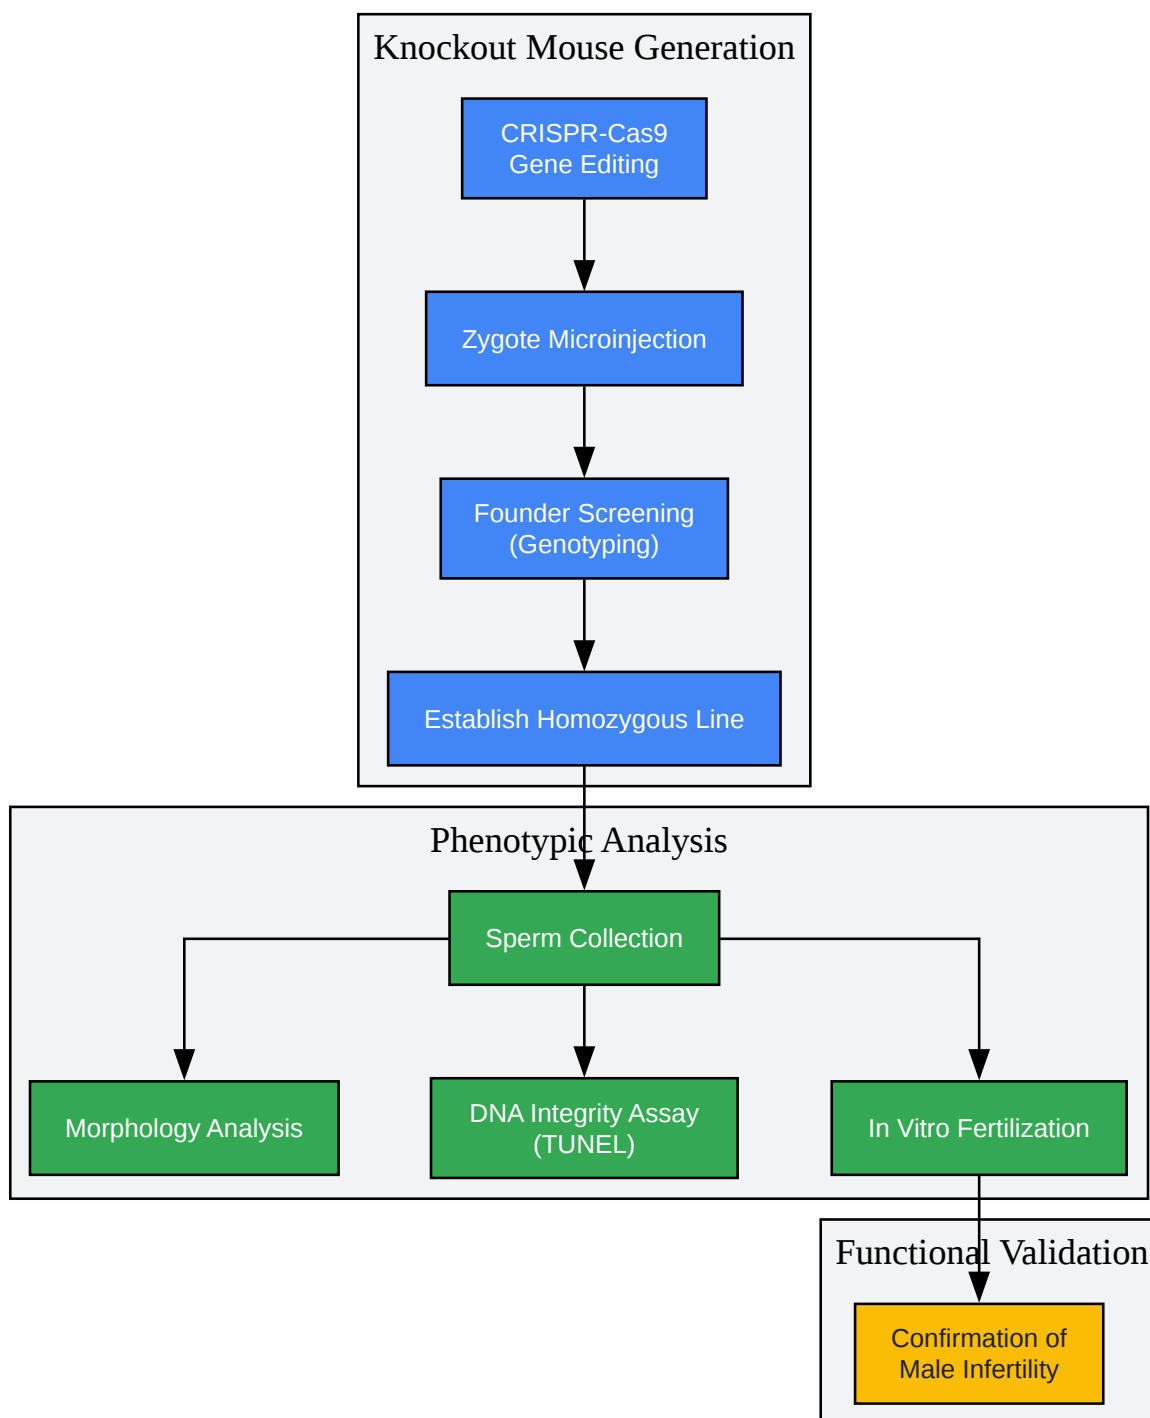 Knockout Mouse Generation
CRISPR-Cas9
Gene Editing
Zygote Microinjection
Founder Screening
(Genotyping)
Establish Homozygous Line
Phenotypic Analysis
Sperm Collection
Morphology Analysis
DNA Integrity Assay
(TUNEL)
In Vitro Fertilization
Functional Validation
Confirmation of
Male Infertility